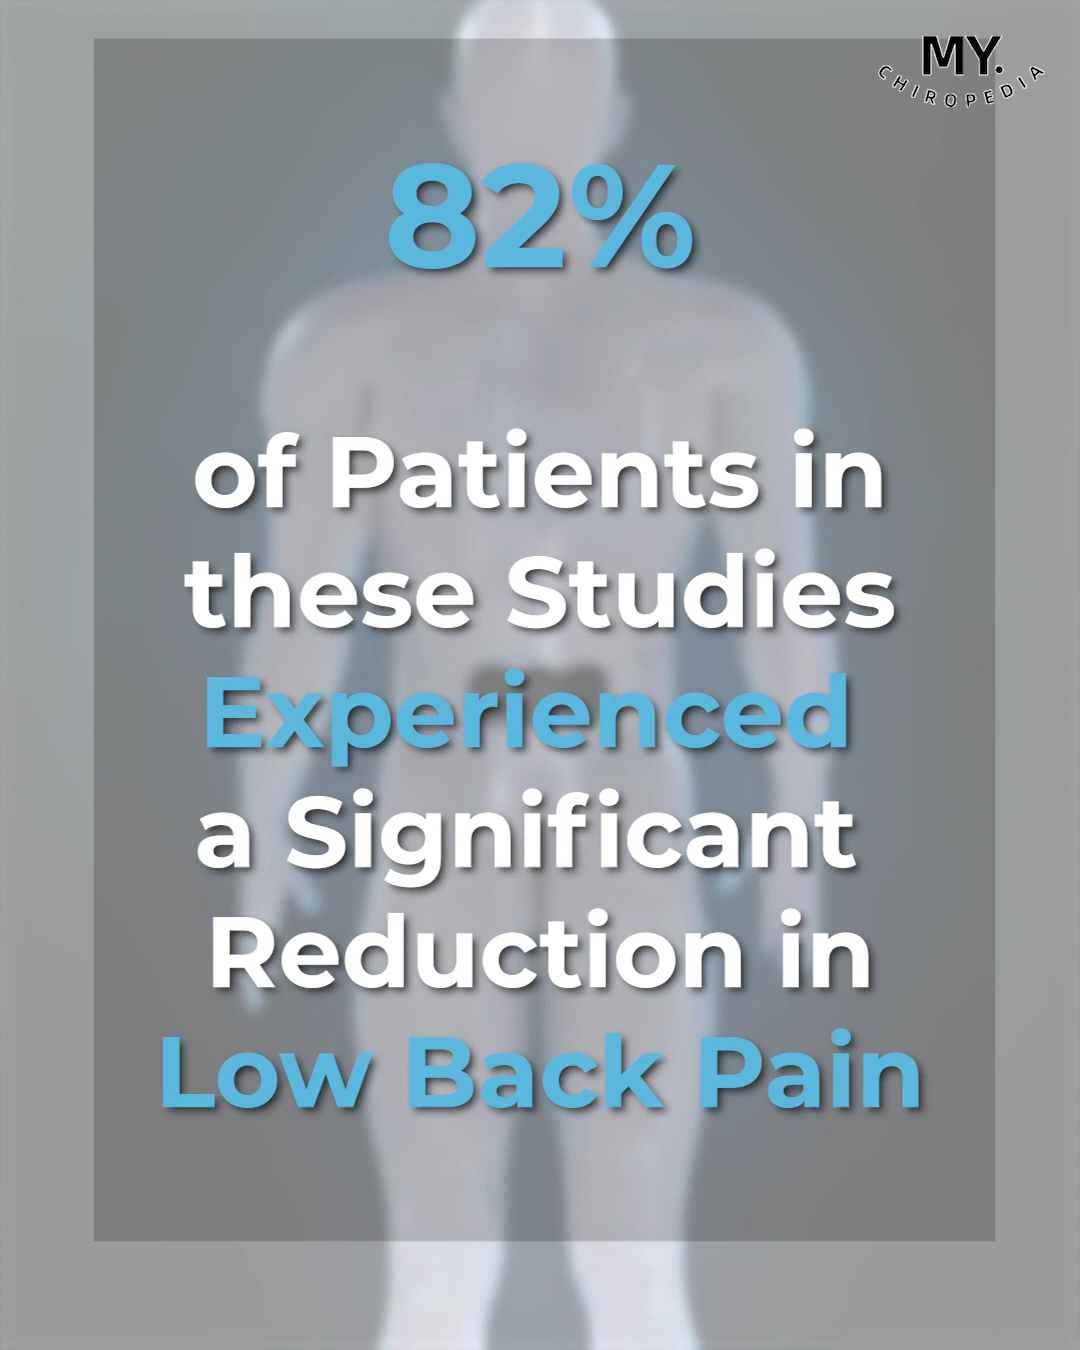 MY.
CHIROPEDIA
82%
of Patients in
these Studies
Experienced
a Significant
Reduction in
Low Back Pain